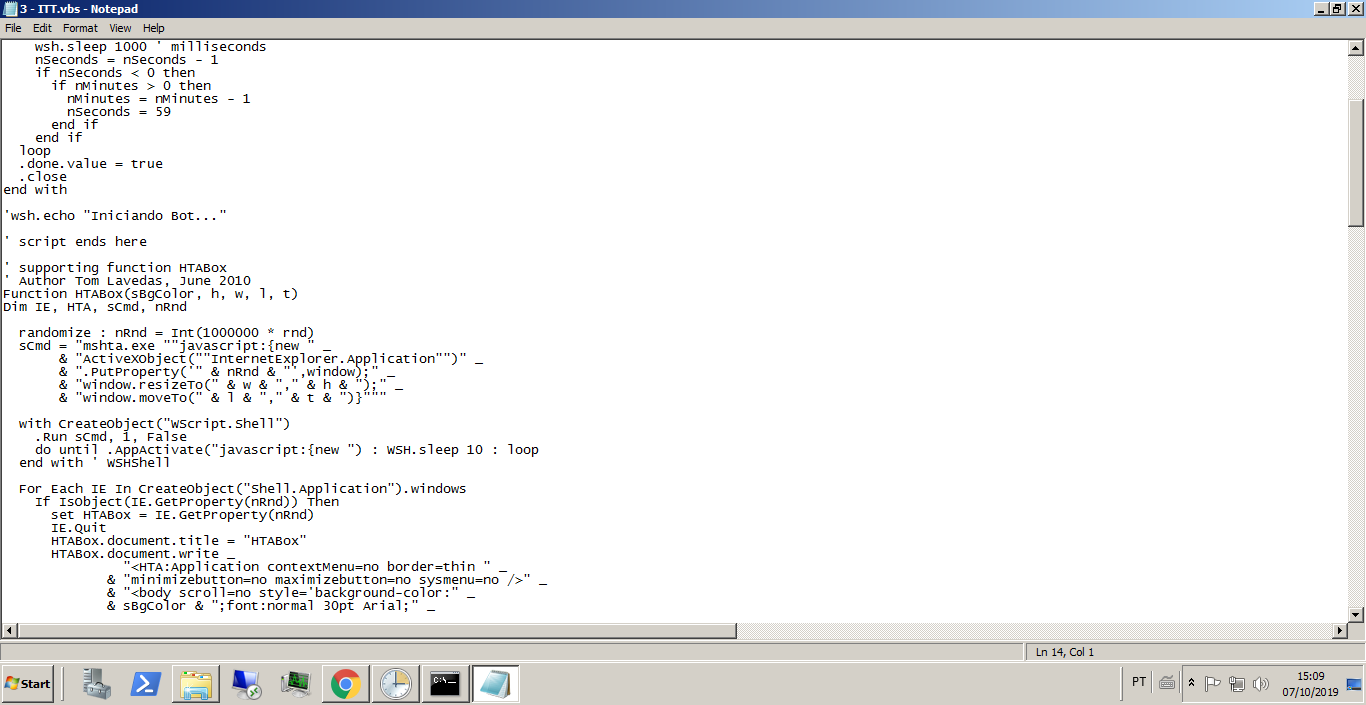 3 - ITT.vbs - Notepad
File Edit Format View Help
wsh.sleep 1000 ' milliseconds
nSeconds = nSeconds - 1
if nSeconds < 0 then
if nMinutes > 0 then
nMinutes = nMinutes - 1
nSeconds = 59
end if
end if
loop
.done.value = true
.close
end with
'wsh.echo "Iniciando Bot..."
' script ends here
' supporting function HTABox
' Author Tom Lavedas, June 2010
Function HTABox(sBgColor, h, w, l, t)
Dim IE, HTA, sCmd, nRnd
randomize : nRnd = Int(1000000 * rnd)
sCmd = "mshta.exe ""javascript:{new " _
& "ActiveXObject(""InternetExplorer.Application"")" _
& ".PutProperty('" & nRnd & "',window);" _
& "window.resizeTo(" & w & "," & h & ");" _
& "window.moveTo(" & l & "," & t & ")}"""
with CreateObject("WScript.Shell")
.Run sCmd, 1, False
do until .AppActivate("javascript:{new ") : WSH.sleep 10 : loop
end with ' WSHShell
For Each IE In CreateObject("Shell.Application").windows
If IsObject(IE.GetProperty(nRnd)) Then
set HTABox = IE.GetProperty(nRnd)
IE.Quit
HTABox.document.title = "HTABox"
HTABox.document.write _
"<HTA:Application contextMenu=no border=thin " _
& "minimizebutton=no maximizebutton=no sysmenu=no />" _
& "<body scroll=no style='background-color:" _
& sBgColor & ";font:normal 30pt Arial;" _
Ln 14, Col 1
Start
C:\-
PT
15:09
07/10/2019